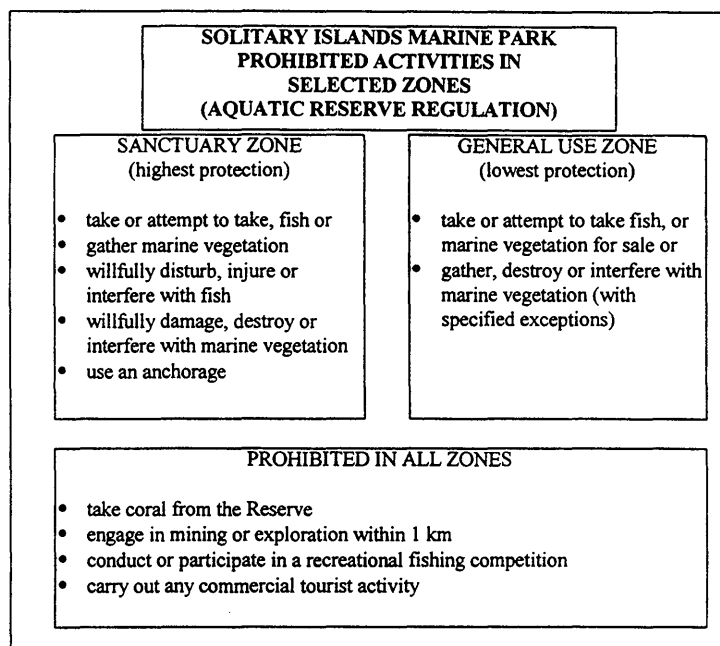 SOLITARY ISLANDS MARINE PARK
PROHIBITED ACTIVITIES IN
SELECTED ZONES
(AQUATIC RESERVE REGULATION)
SANCTUARY ZONE
(highest protection)
• take or attempt to take, fish or
• gather marine vegetation
• willfully disturb, injure or
interfere with fish
• willfully damage, destroy or
interfere with marine vegetation
• use an anchorage
GENERAL USE ZONE
(lowest protection)
• take or attempt to take fish, or
marine vegetation for sale or
• gather, destroy or interfere with
marine vegetation (with
specified exceptions)
PROHIBITED IN ALL ZONES
• take coral from the Reserve
• engage in mining or exploration within 1 km
• conduct or participate in a recreational fishing competition
• carry out any commercial tourist activity